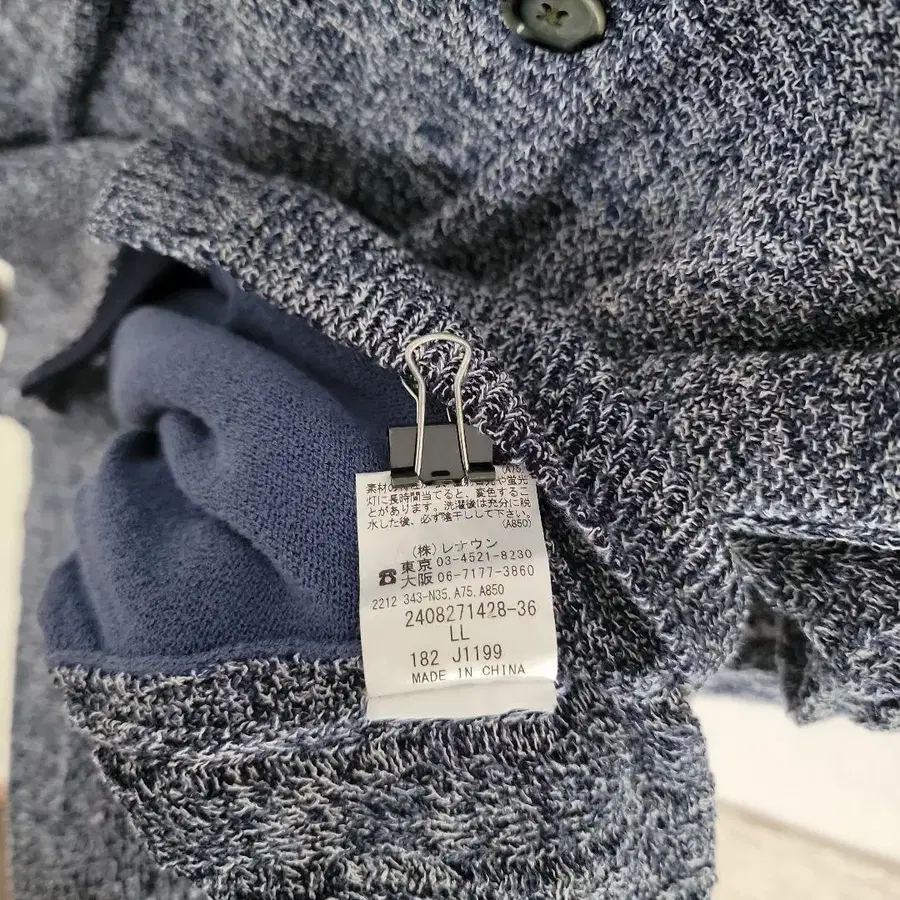 素材の
灯に長時間当てると、変色するこ
とがあります。洗濯後は充分に脱
水した後、必ず陰干しして下さい。
(A850)
(株)レナウン
☎東京 03-4521-8230
大阪 06-7177-3860
2212 343-N35,A75,A850
2408271428-36
LL
182 J1199
MADE IN CHINA